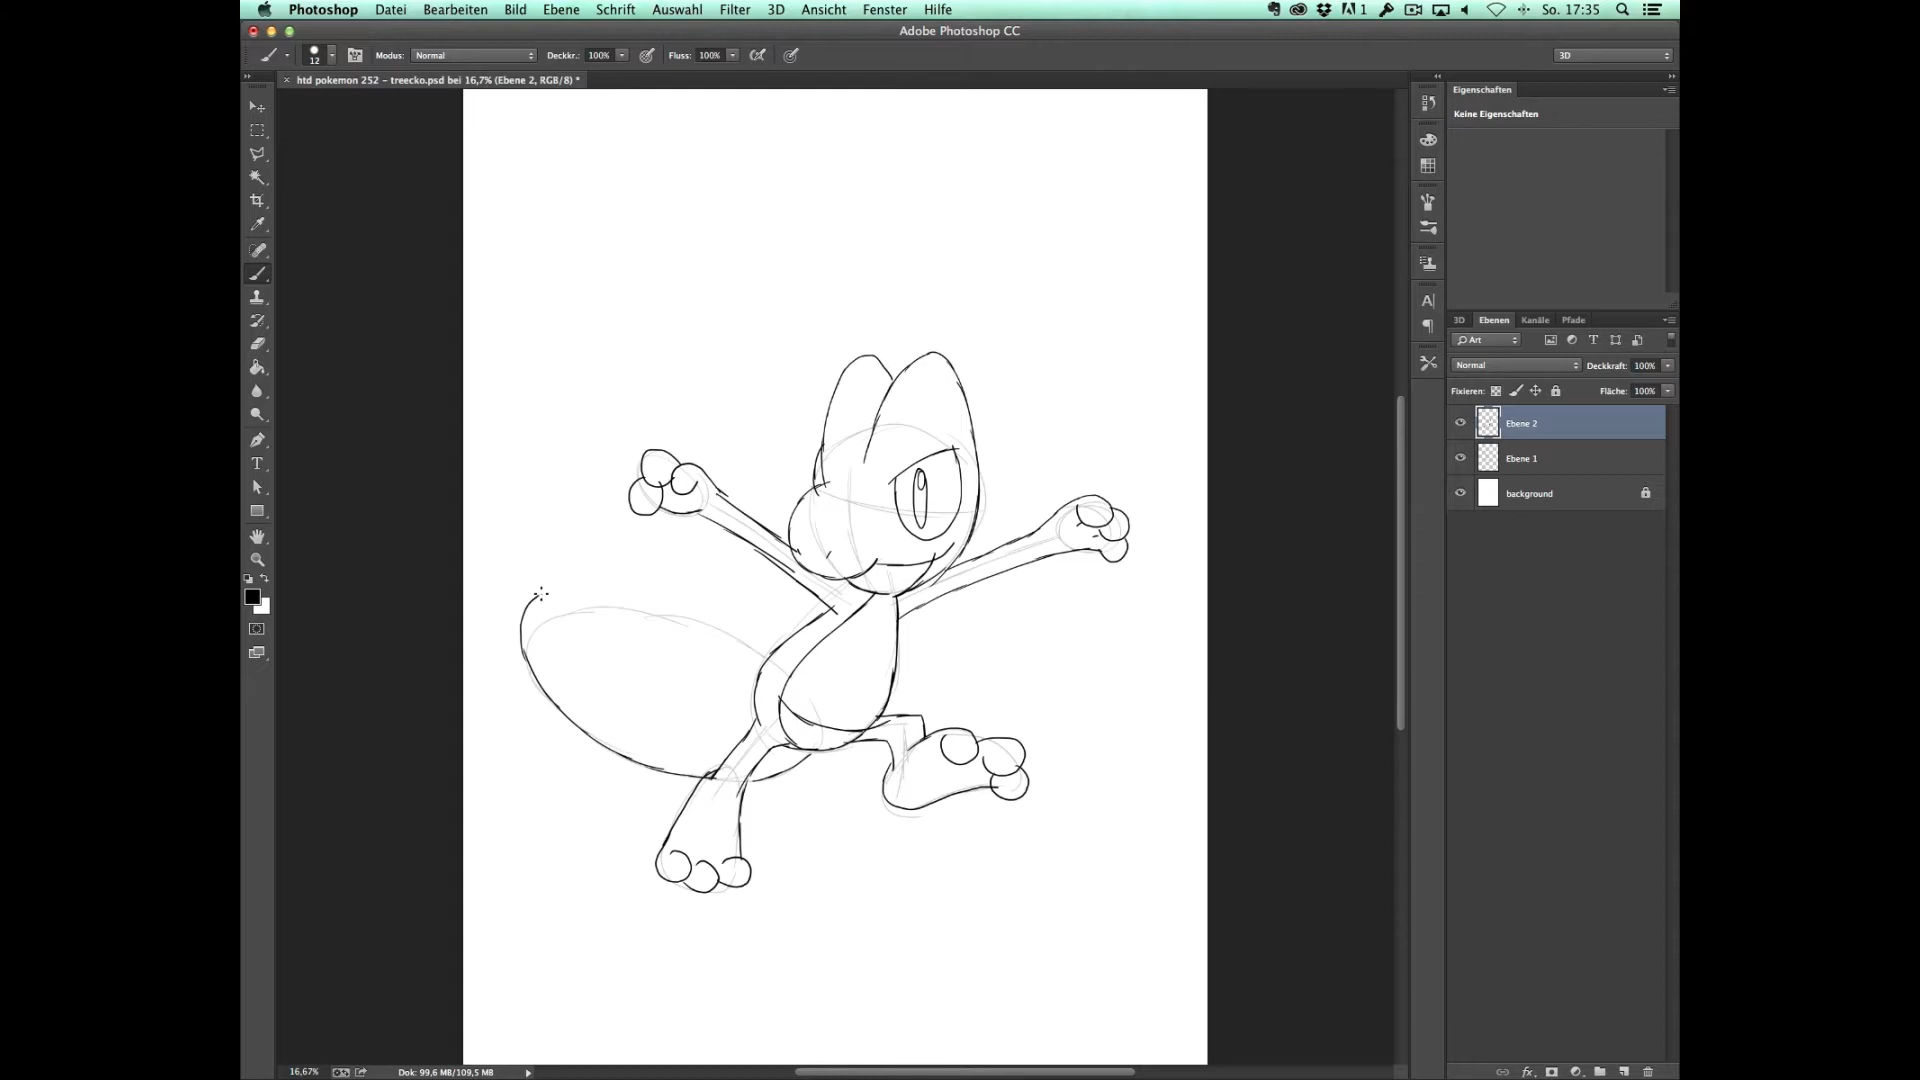 Photoshop Datei Bearbeiten Bild Ebene Schrift Auswahl Filter 3D Ansicht Fenster Hilfe 1 So. 17:35
Adobe Photoshop CC
12 Modus: Normal Deckkr.: 100% Fluss: 100% 3D
htd pokemon 252 – treecko.psd bei 16,7% (Ebene 2, RGB/8) *
Eigenschaften
Keine Eigenschaften
3D Ebenen Kanäle Pfade
Art
Normal Deckkraft: 100%
Fixieren: Fläche: 100%
Ebene 2
Ebene 1
background
16,67% Dok: 99,6 MB/109,5 MB